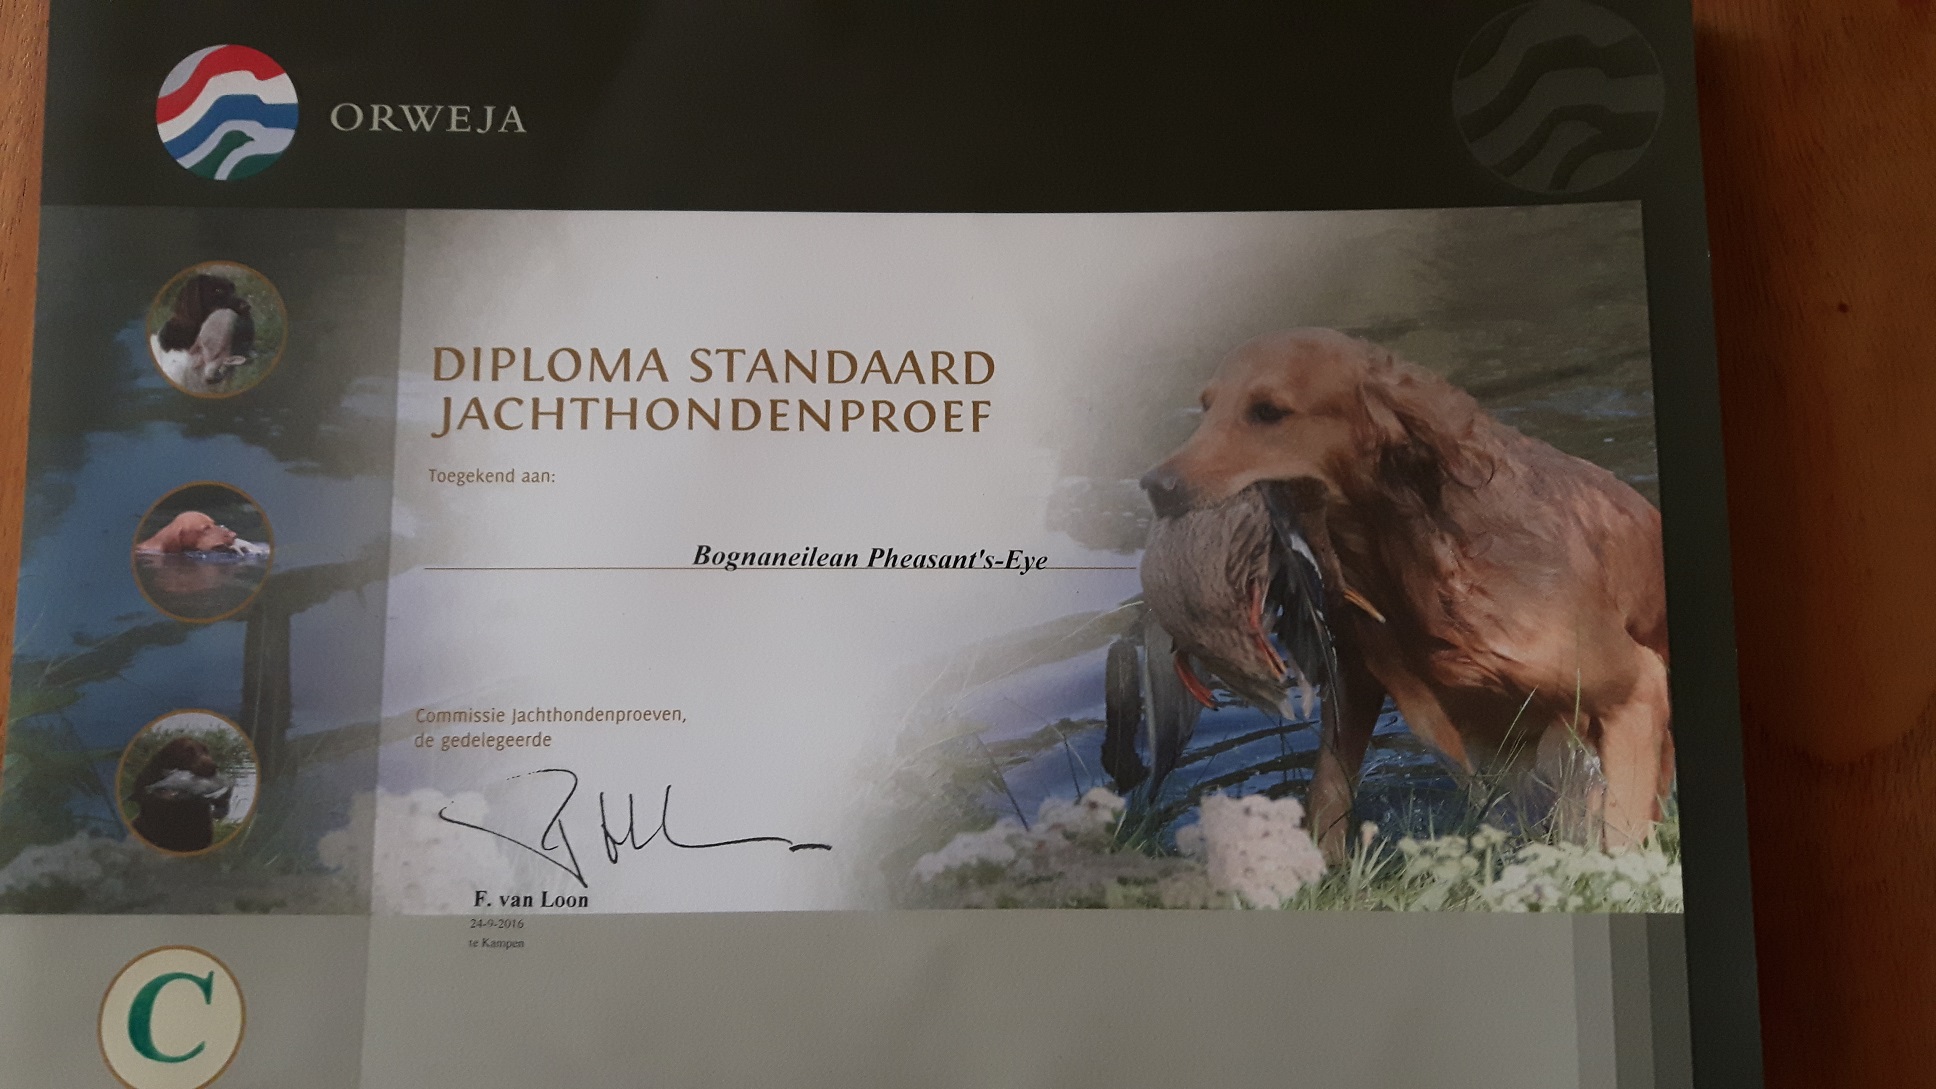 ORWEJA
DIPLOMA STANDAARD
JACHTHONDENPROEF
Toegekend aan:
Bognaneilean Pheasant's-Eye
Commissie Jachthondenproeven,
de gedelegeerde
F. van Loon
24-9-2016
te Kampen
C